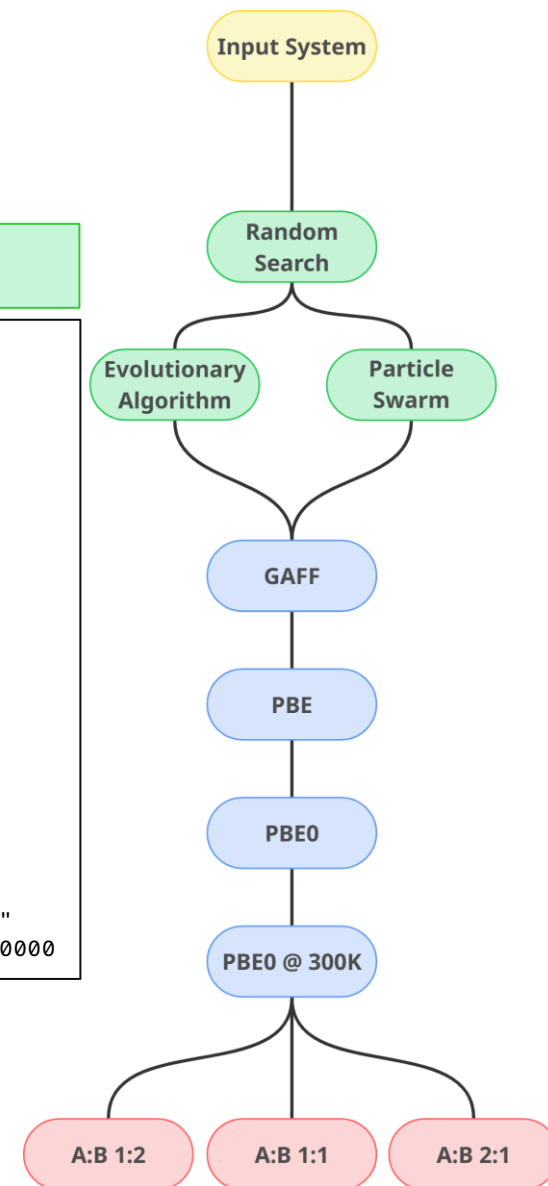 Input System
Random
Search
Evolutionary
Algorithm
Particle
Swarm
GAFF
PBE
PBE0
"
0000
PBE0 @ 300K
A:B 1:2
A:B 1:1
A:B 2:1